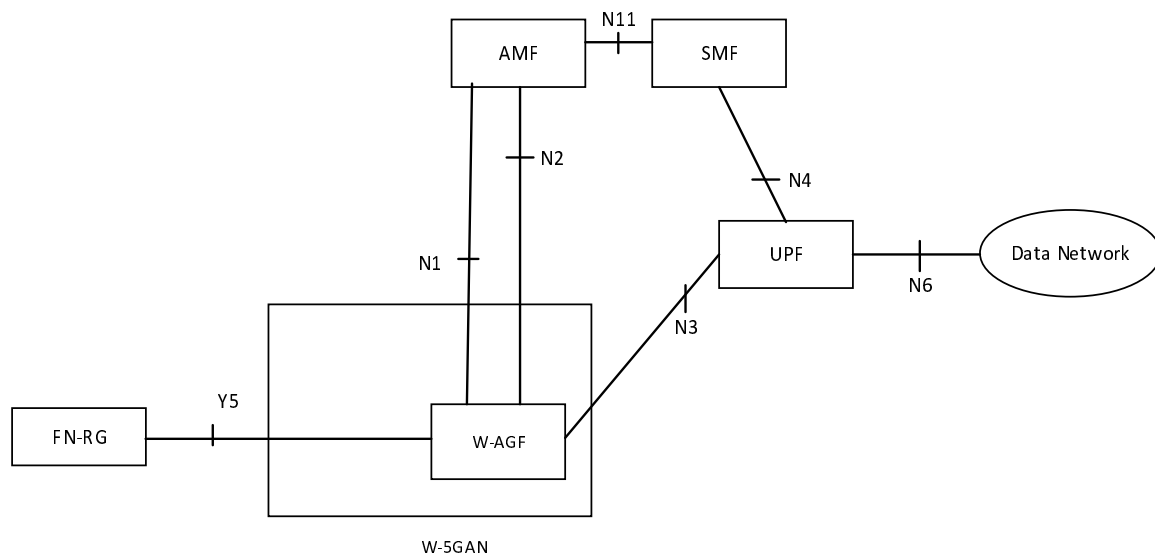 N11
AMF
SMF
N2
N4
N1
UPF
Data Network
N6
N3
Y5
FN-RG
W-AGF
W-5GAN